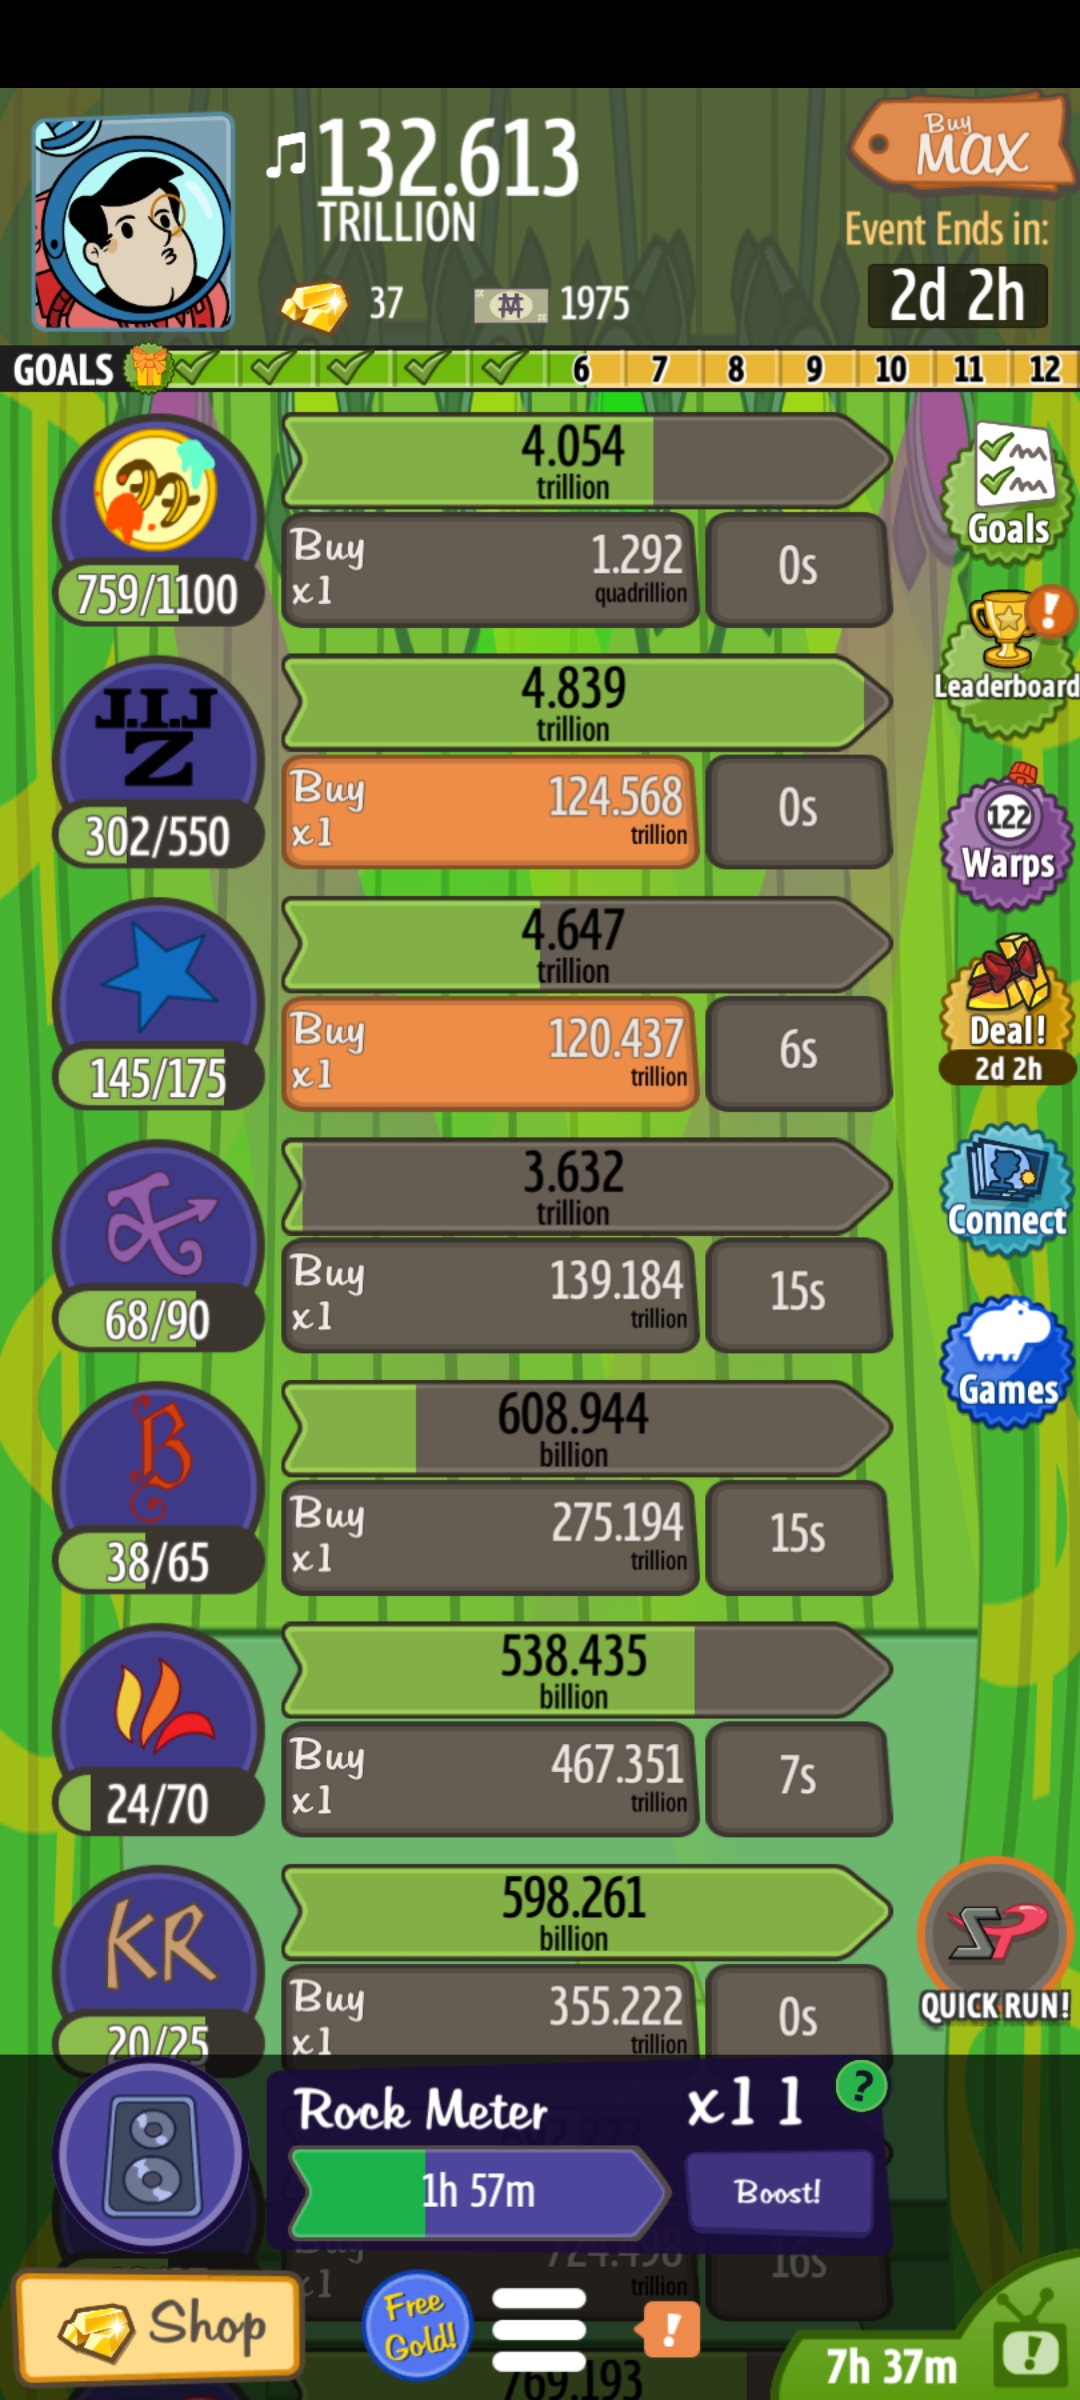 132.613
TRILLION
Buy
MAX
Event Ends in:
2d 2h
37
1975
GOALS
6 7 8 9 10 11 12
4.054
trillion
Buy
x1
1.292
quadrillion
0s
759/1100
Goals
Leaderboard
J.I.J
Z
4.839
trillion
Buy
x1
124.568
trillion
0s
302/550
122
Warps
4.647
trillion
Buy
x1
120.437
trillion
6s
145/175
Deal!
2d 2h
3.632
trillion
Buy
x1
139.184
trillion
15s
68/90
Connect
B
608.944
billion
Buy
x1
275.194
trillion
15s
38/65
Games
538.435
billion
Buy
x1
467.351
trillion
7s
24/70
KR
598.261
billion
Buy
x1
355.222
trillion
0s
20/25
QUICK RUN!
Rock Meter
x11
?
1h 57m
Boost!
Buy
x1
724.498
trillion
16s
Shop
Free
Gold!
!
769.193
7h 37m